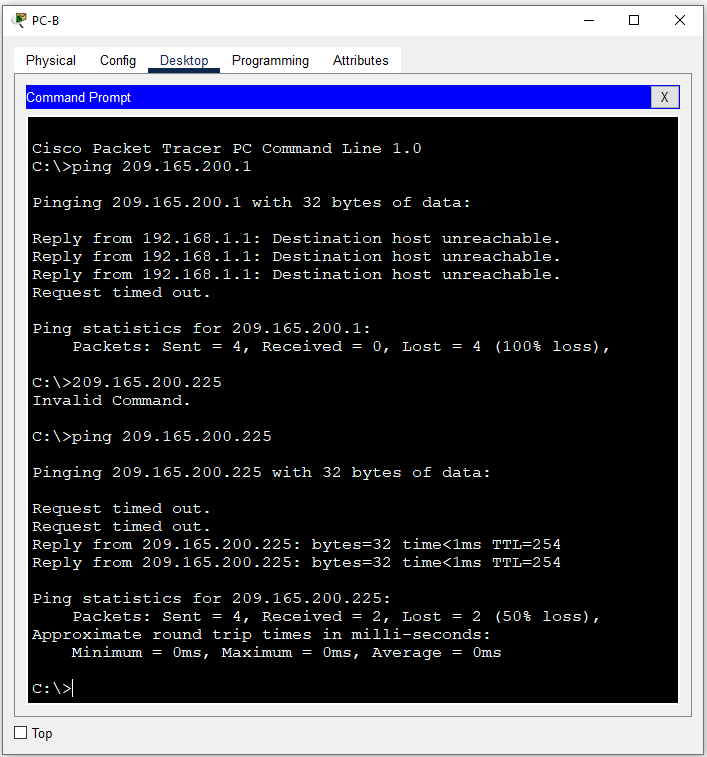 PC-B
Physical Config Desktop Programming Attributes
Command Prompt
X
Cisco Packet Tracer PC Command Line 1.0
C:\>ping 209.165.200.1
Pinging 209.165.200.1 with 32 bytes of data:
Reply from 192.168.1.1: Destination host unreachable.
Reply from 192.168.1.1: Destination host unreachable.
Reply from 192.168.1.1: Destination host unreachable.
Request timed out.
Ping statistics for 209.165.200.1:
    Packets: Sent = 4, Received = 0, Lost = 4 (100% loss),
C:\>209.165.200.225
Invalid Command.
C:\>ping 209.165.200.225
Pinging 209.165.200.225 with 32 bytes of data:
Request timed out.
Request timed out.
Reply from 209.165.200.225: bytes=32 time<1ms TTL=254
Reply from 209.165.200.225: bytes=32 time<1ms TTL=254
Ping statistics for 209.165.200.225:
    Packets: Sent = 4, Received = 2, Lost = 2 (50% loss),
Approximate round trip times in milli-seconds:
    Minimum = 0ms, Maximum = 0ms, Average = 0ms
C:\>
Top